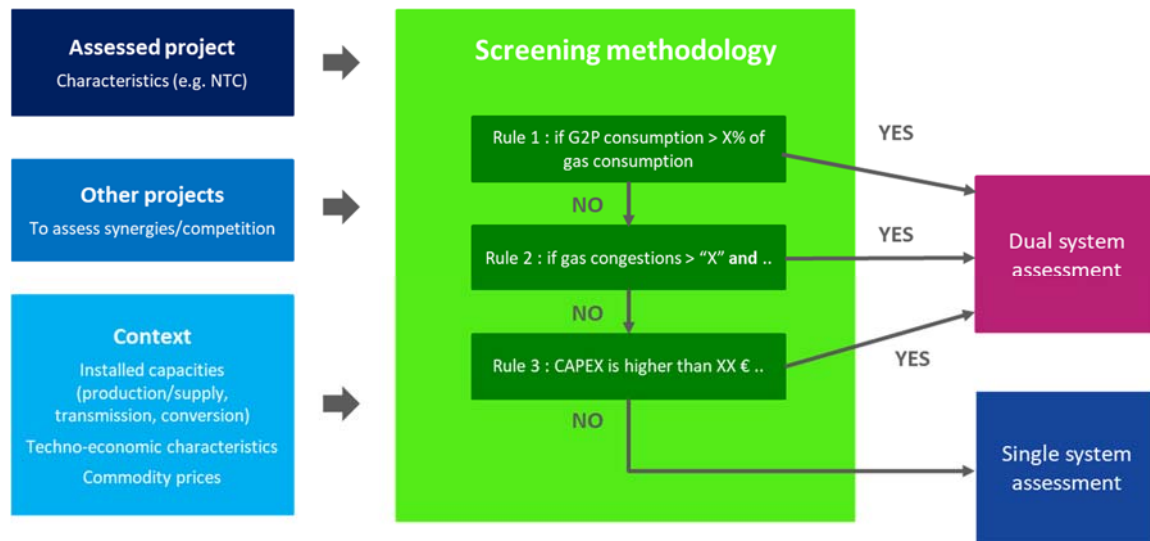 Assessed project
Characteristics (e.g. NTC)
Other projects
To assess synergies/competition
Context
Installed capacities
(production/supply,
transmission, conversion)
Techno-economic characteristics
Commodity prices
Screening methodology
Rule 1 : if G2P consumption > X% of
gas consumption
YES
NO
Rule 2 : if gas congestions > “X” and ..
YES
NO
Rule 3 : CAPEX is higher than XX € ..
YES
NO
Dual system
assessment
Single system
assessment